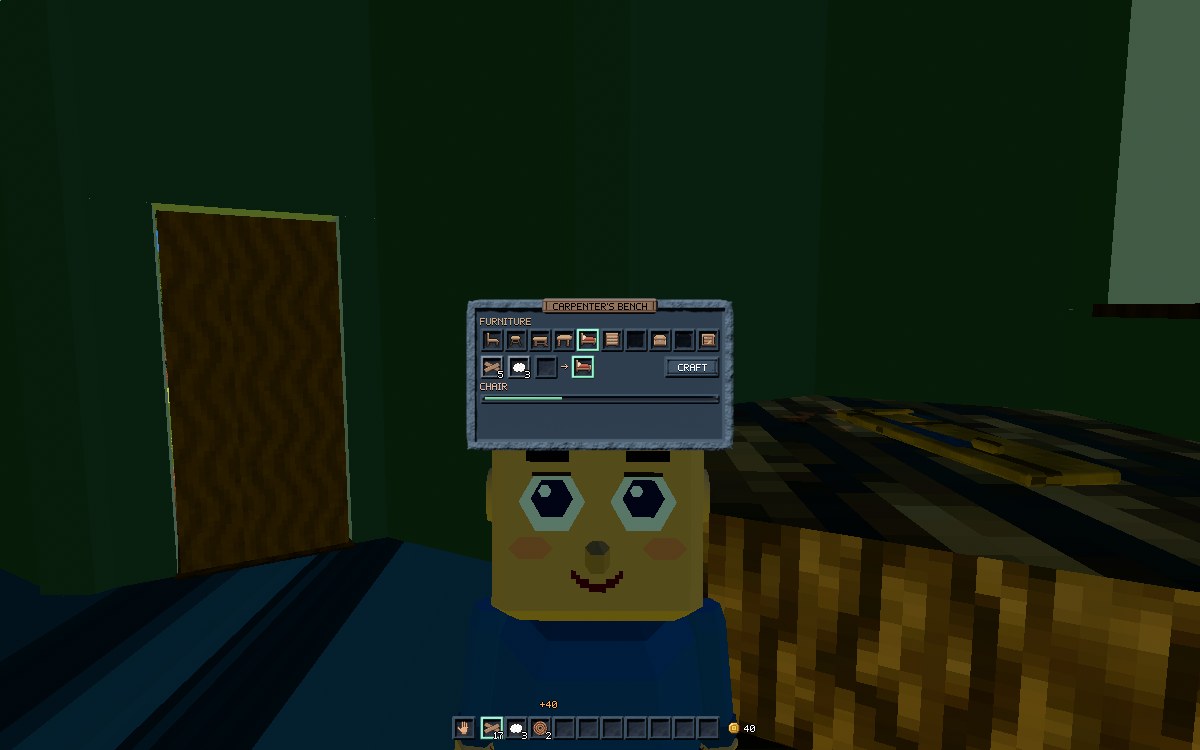 CARPENTER'S BENCH
FURNITURE
5 3 → CRAFT
CHAIR
+40
17 3 2 40